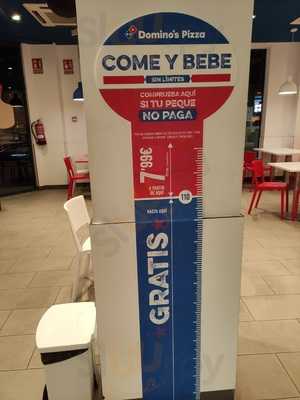 Domino's Pizza
COME Y BEBE
SIN LÍMITES
COMPRUEBA AQUÍ
SI TU PEQUE
NO PAGA
7'99€
A PARTIR
DE AQUÍ
110
HASTA AQUÍ
GRATIS